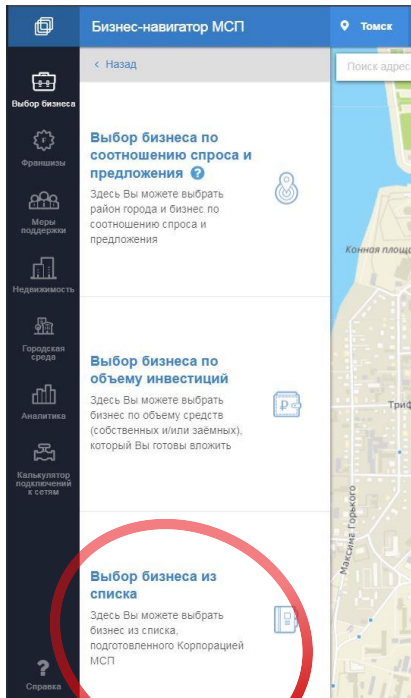 Бизнес-навигатор МСП
Томск
< Назад
Поиск адрес
Выбор бизнеса
Франшизы
Меры
поддержки
Недвижимость
Городская
среда
Аналитика
Калькулятор
подключений
к сетям
Справка
Выбор бизнеса по
соотношению спроса и
предложения
Здесь Вы можете выбрать
район города и бизнес по
соотношению спроса и
предложения
Выбор бизнеса по
объему инвестиций
Здесь Вы можете выбрать
бизнес по объему средств
(собственных и/или заёмных),
который Вы готовы вложить
Выбор бизнеса из
списка
Здесь Вы можете выбрать
бизнес из списка,
подготовленного Корпорацией
МСП
Конная площ
Триф
Максима Горького